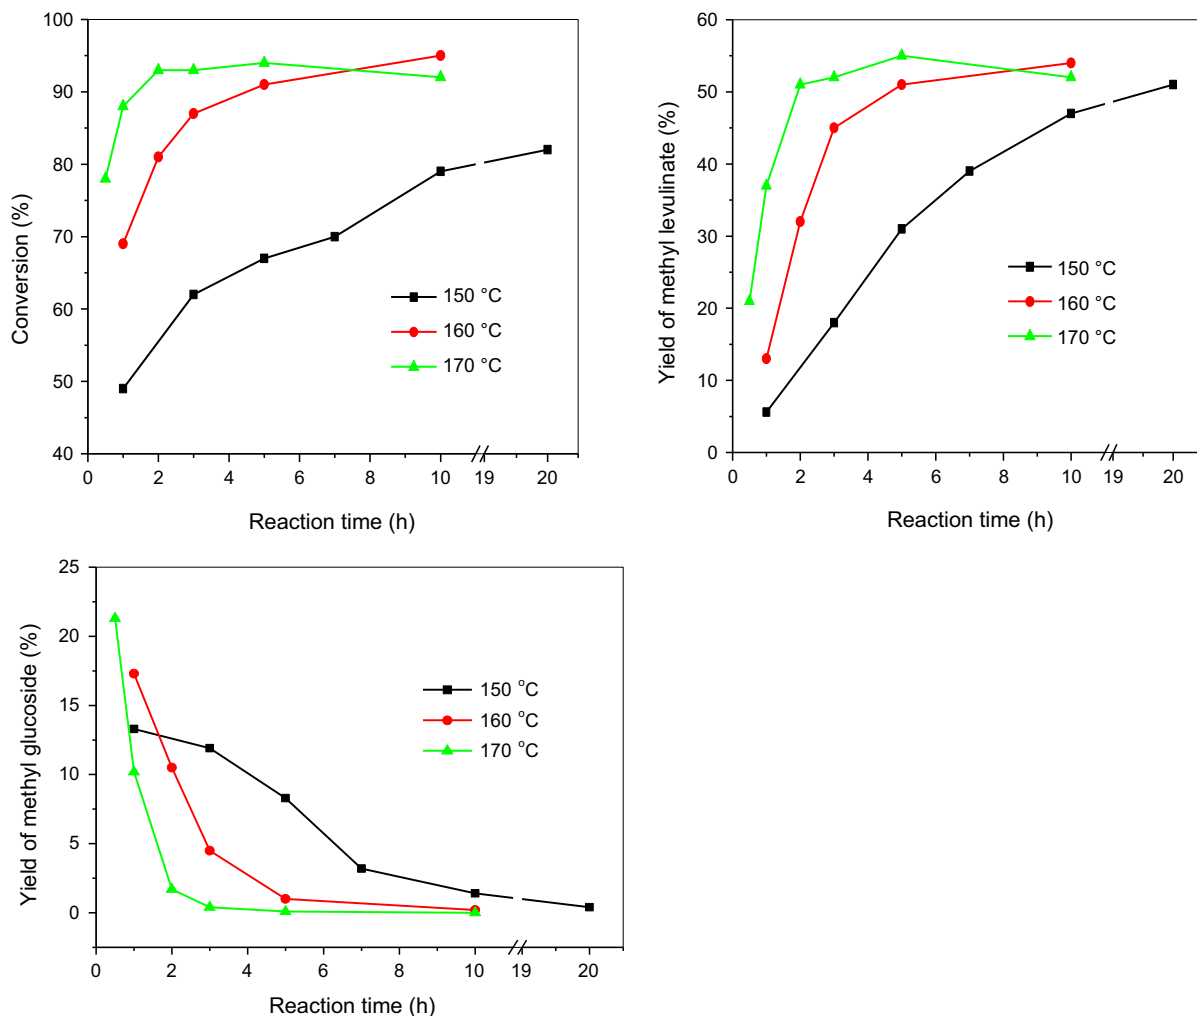 100
90
80
70
60
50
40
Conversion (%)
150 °C
160 °C
170 °C
0 2 4 6 8 10 19 20
Reaction time (h)
60
50
40
30
20
10
0
Yield of methyl levulinate (%)
150 °C
160 °C
170 °C
0 2 4 6 8 10 19 20
Reaction time (h)
25
20
15
10
5
0
Yield of methyl glucoside (%)
150 °C
160 °C
170 °C
0 2 4 6 8 10 19 20
Reaction time (h)